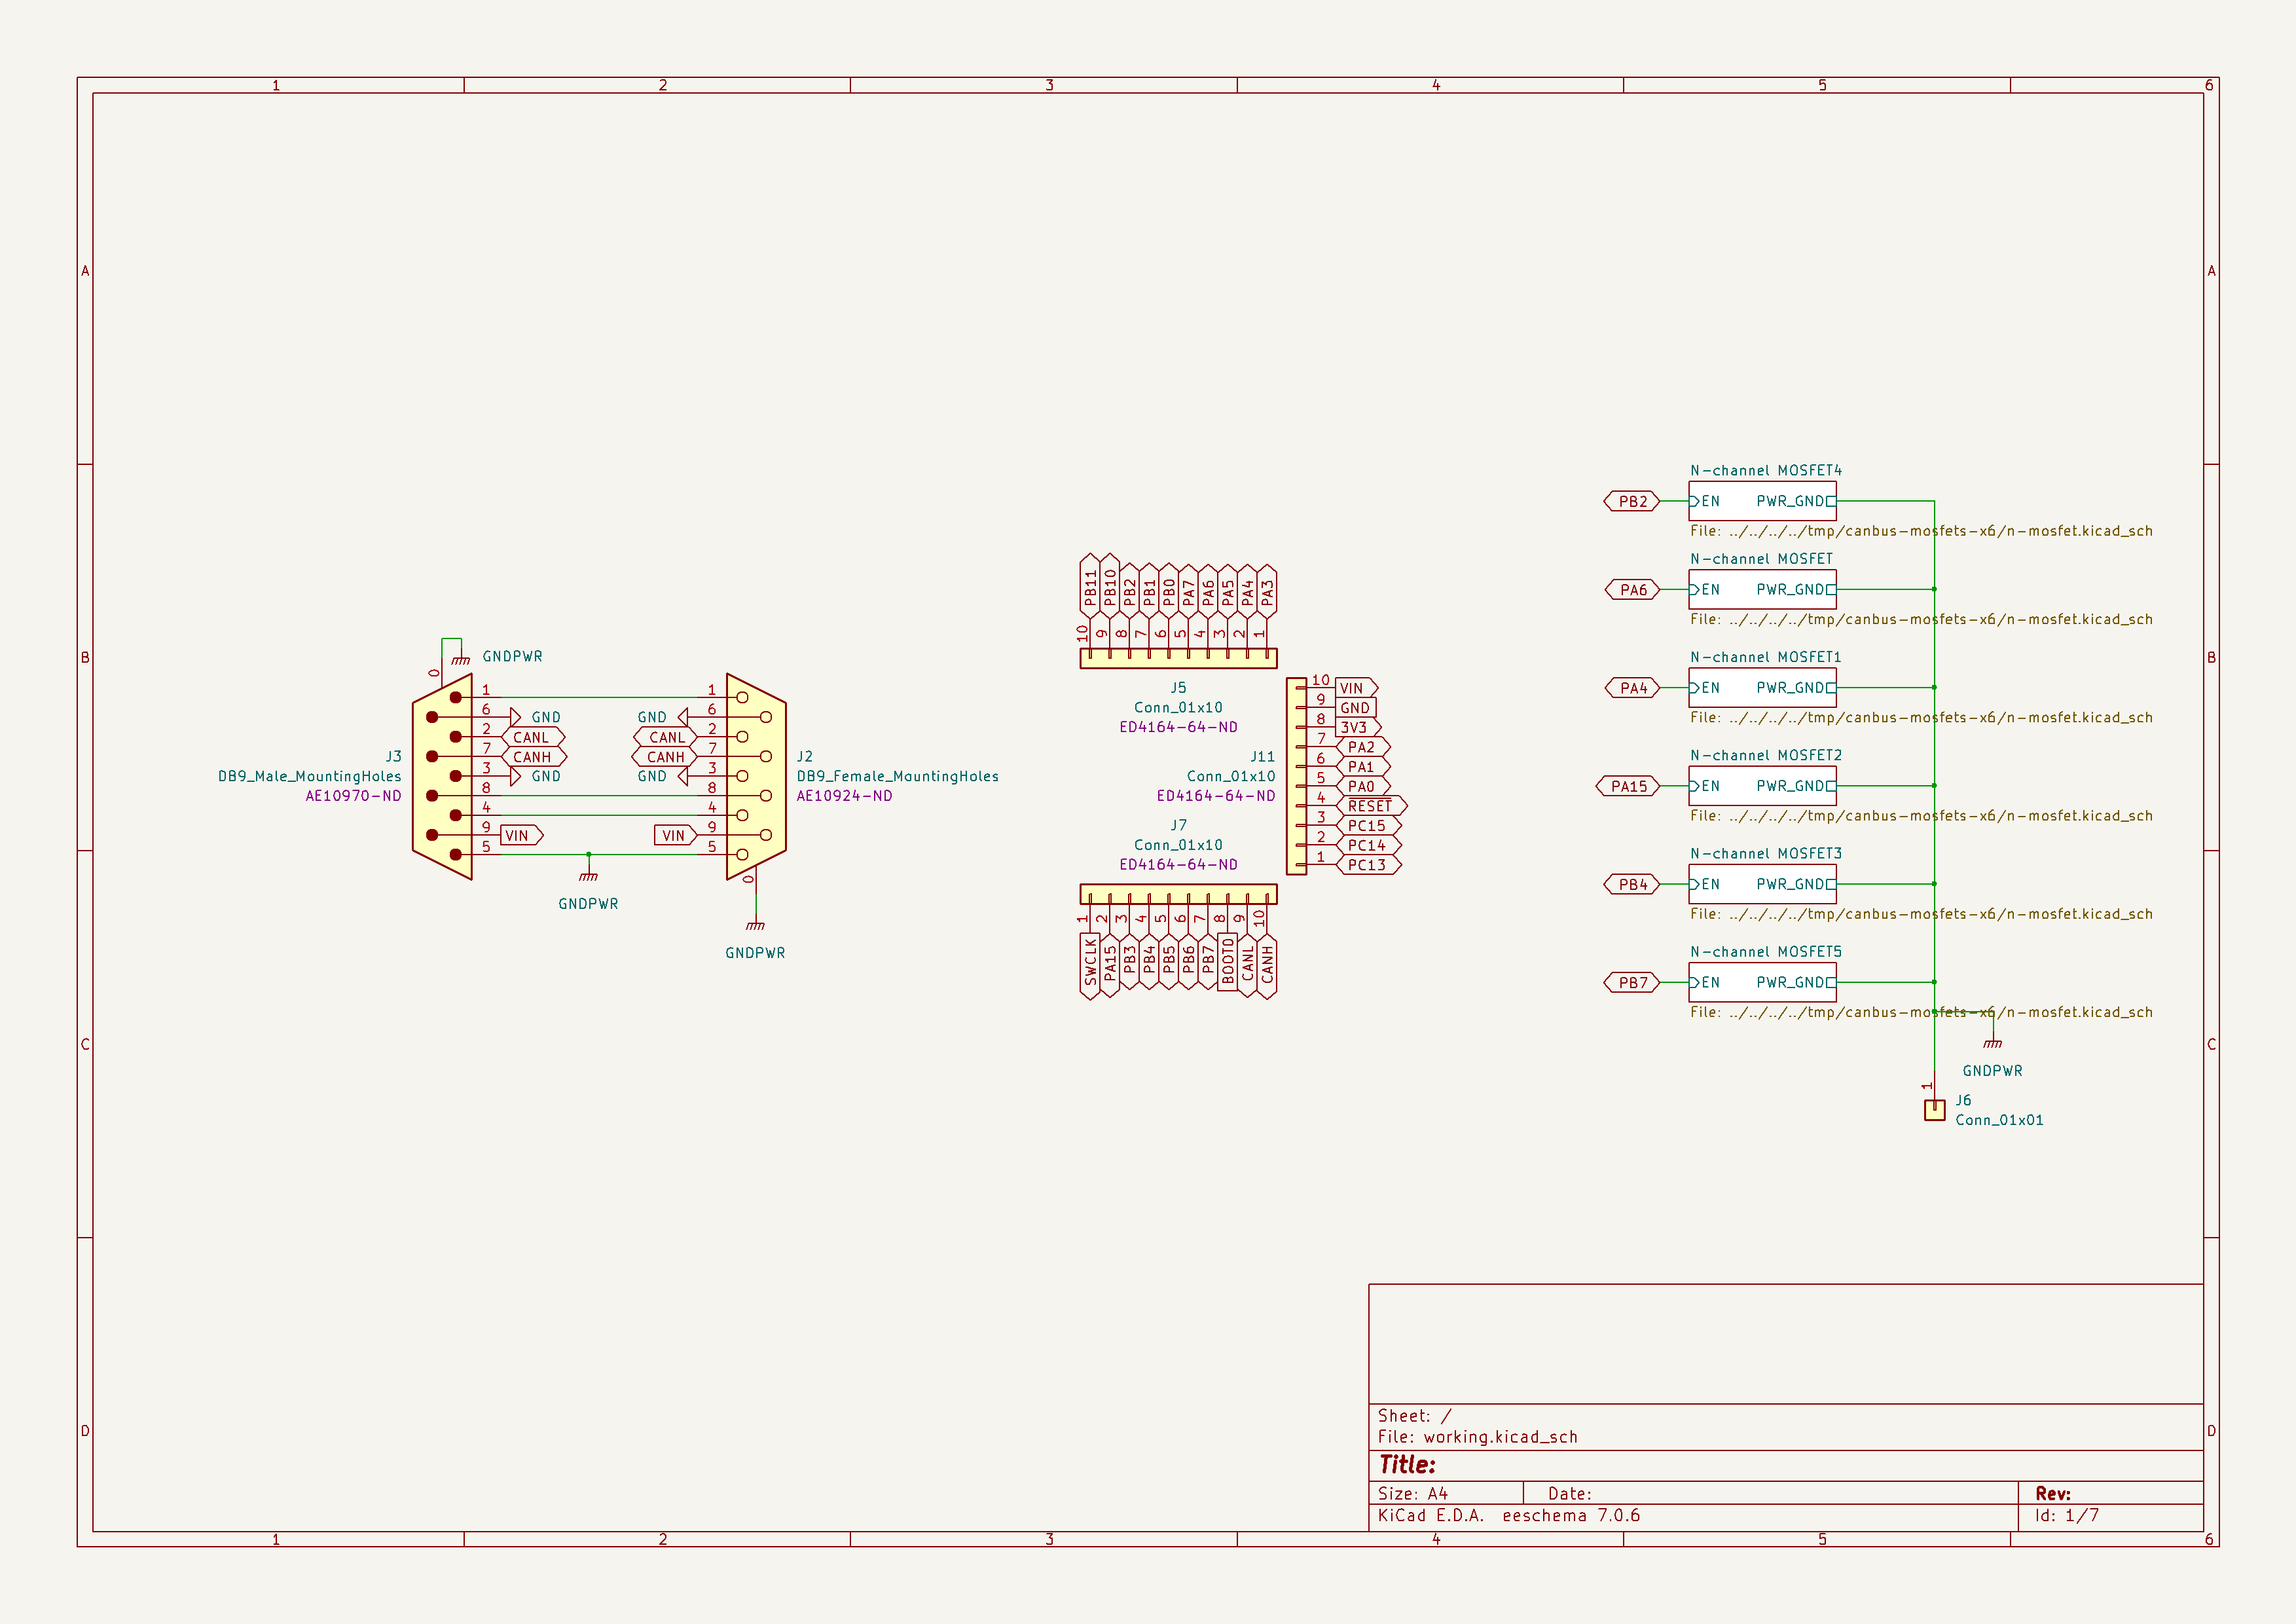 1 2 3 4 5 6
A A
B B
C C
D D
1 2 3 4 5 6
GNDPWR
0
J3
DB9_Male_MountingHoles
AE10970-ND
1
6 GND
2 CANL
7 CANH
3 GND
8
4
9 VIN
5
GNDPWR
1
GND 6
CANL 2
CANH 7
GND 3
8
4
VIN 9
5
0
GNDPWR
J2
DB9_Female_MountingHoles
AE10924-ND
PB11 PB10 PB2 PB1 PB0 PA7 PA6 PA5 PA4 PA3
10 9 8 7 6 5 4 3 2 1
J5
Conn_01x10
ED4164-64-ND
J11
Conn_01x10
ED4164-64-ND
10 VIN
9 GND
8 3V3
7 PA2
6 PA1
5 PA0
4 RESET
3 PC15
2 PC14
1 PC13
J7
Conn_01x10
ED4164-64-ND
1 2 3 4 5 6 7 8 9 10
SWCLK PA15 PB3 PB4 PB5 PB6 PB7 BOOT0 CANL CANH
N-channel MOSFET4
PB2 EN PWR_GND
File: ../../../../tmp/canbus-mosfets-x6/n-mosfet.kicad_sch
N-channel MOSFET
PA6 EN PWR_GND
File: ../../../../tmp/canbus-mosfets-x6/n-mosfet.kicad_sch
N-channel MOSFET1
PA4 EN PWR_GND
File: ../../../../tmp/canbus-mosfets-x6/n-mosfet.kicad_sch
N-channel MOSFET2
PA15 EN PWR_GND
File: ../../../../tmp/canbus-mosfets-x6/n-mosfet.kicad_sch
N-channel MOSFET3
PB4 EN PWR_GND
File: ../../../../tmp/canbus-mosfets-x6/n-mosfet.kicad_sch
N-channel MOSFET5
PB7 EN PWR_GND
File: ../../../../tmp/canbus-mosfets-x6/n-mosfet.kicad_sch
GNDPWR
1
J6
Conn_01x01
Sheet: /
File: working.kicad_sch
Title:
Size: A4 Date: Rev:
KiCad E.D.A. eeschema 7.0.6 Id: 1/7